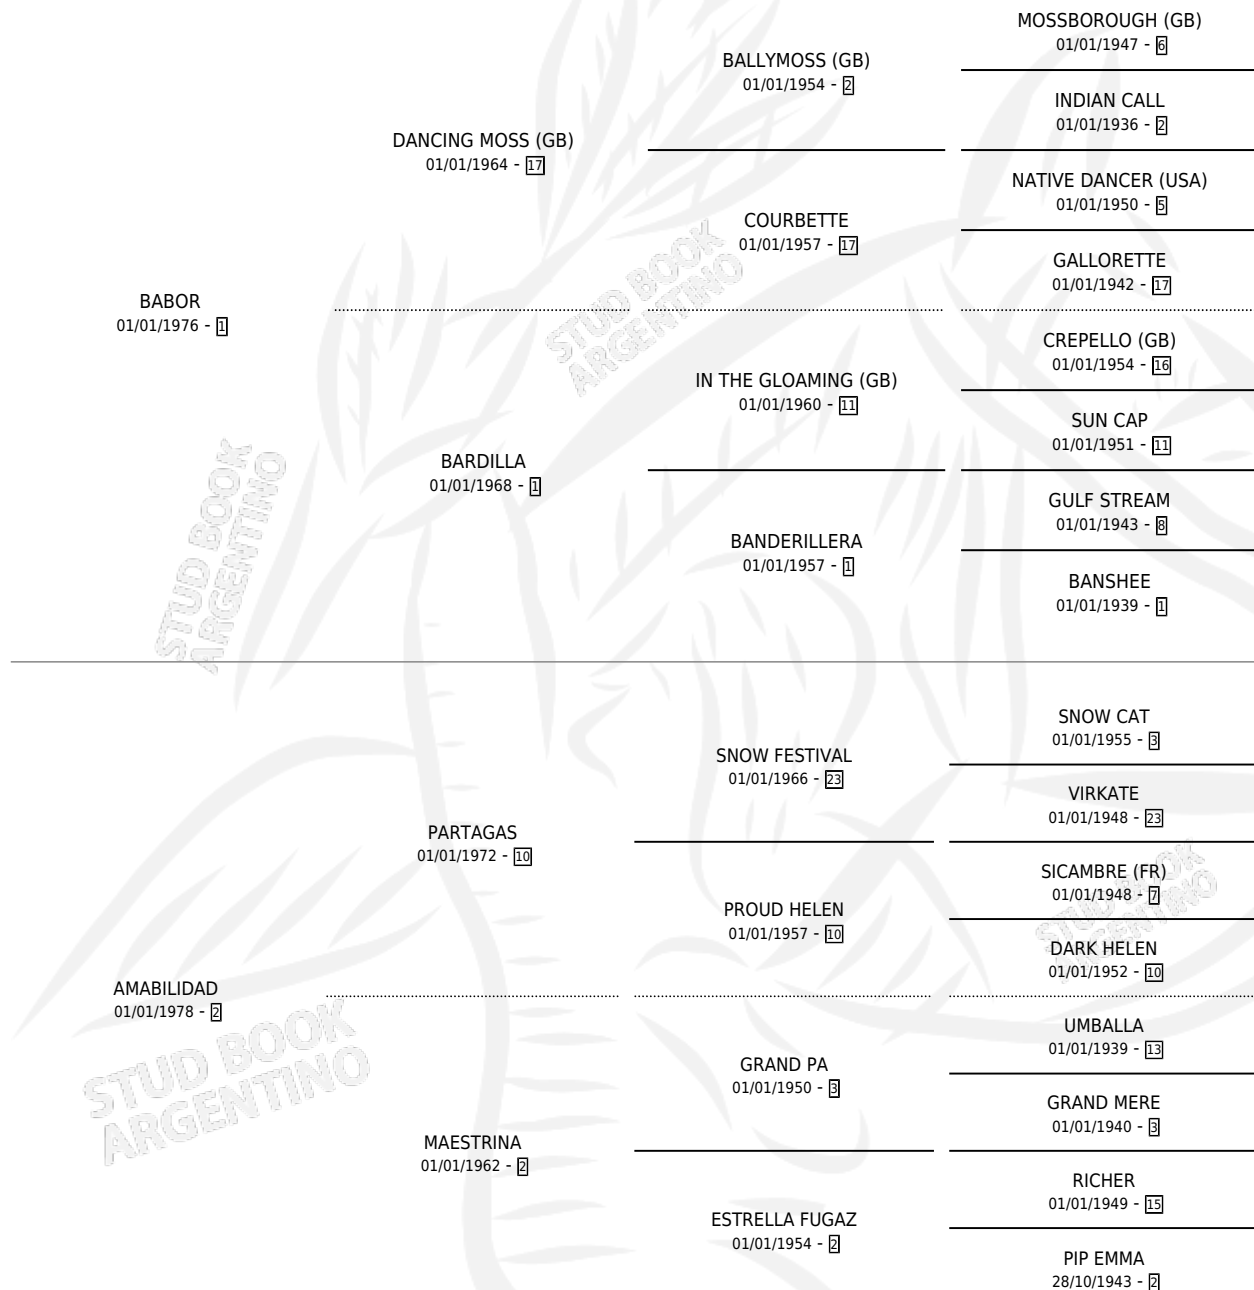 MOSSBOROUGH (GB)
01/01/1947 - 6
BALLYMOSS (GB)
01/01/1954 - 2
INDIAN CALL
01/01/1936 - 2
DANCING MOSS (GB)
01/01/1964 - 17
NATIVE DANCER (USA)
01/01/1950 - 5
COURBETTE
01/01/1957 - 17
GALLORETTE
01/01/1942 - 17
BABOR
01/01/1976 - 1
CREPELLO (GB)
01/01/1954 - 16
IN THE GLOAMING (GB)
01/01/1960 - 11
SUN CAP
01/01/1951 - 11
BARDILLA
01/01/1968 - 1
GULF STREAM
01/01/1943 - 8
BANDERILLERA
01/01/1957 - 1
BANSHEE
01/01/1939 - 1
SNOW CAT
01/01/1955 - 3
SNOW FESTIVAL
01/01/1966 - 23
VIRKATE
01/01/1948 - 23
PARTAGAS
01/01/1972 - 10
SICAMBRE (FR)
01/01/1948 - 7
PROUD HELEN
01/01/1957 - 10
DARK HELEN
01/01/1952 - 10
AMABILIDAD
01/01/1978 - 2
UMBALLA
01/01/1939 - 13
GRAND PA
01/01/1950 - 3
GRAND MERE
01/01/1940 - 3
MAESTRINA
01/01/1962 - 2
RICHER
01/01/1949 - 15
ESTRELLA FUGAZ
01/01/1954 - 2
PIP EMMA
28/10/1943 - 2
STUD BOOK
ARGENTINO
STUD BOOK
ARGENTINO
STUD BOOK
ARGENTINO
STUD BOOK
ARGENTINO